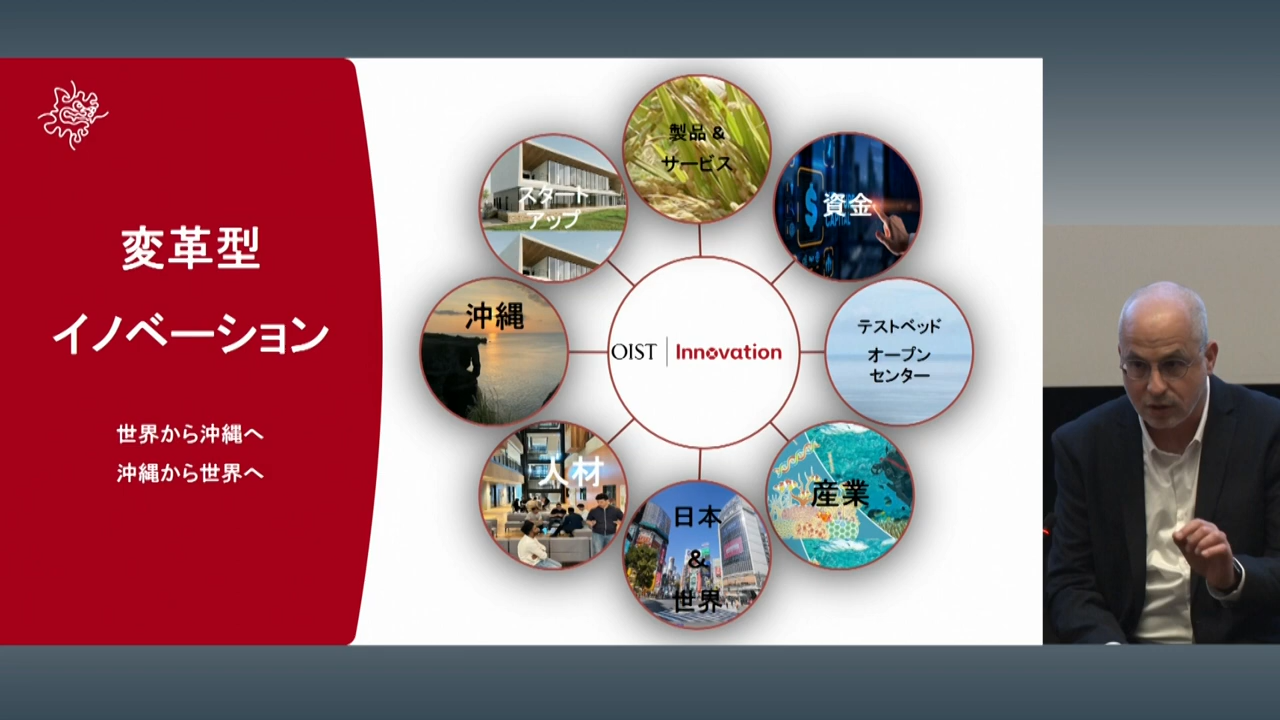 変革型
イノベーション
世界から沖縄へ
沖縄から世界へ
製品 &
サービス
資金
CAPITAL
テストベッド
オープン
センター
産業
日本
&
世界
人材
沖縄
スタート
アップ
OIST | Innovation